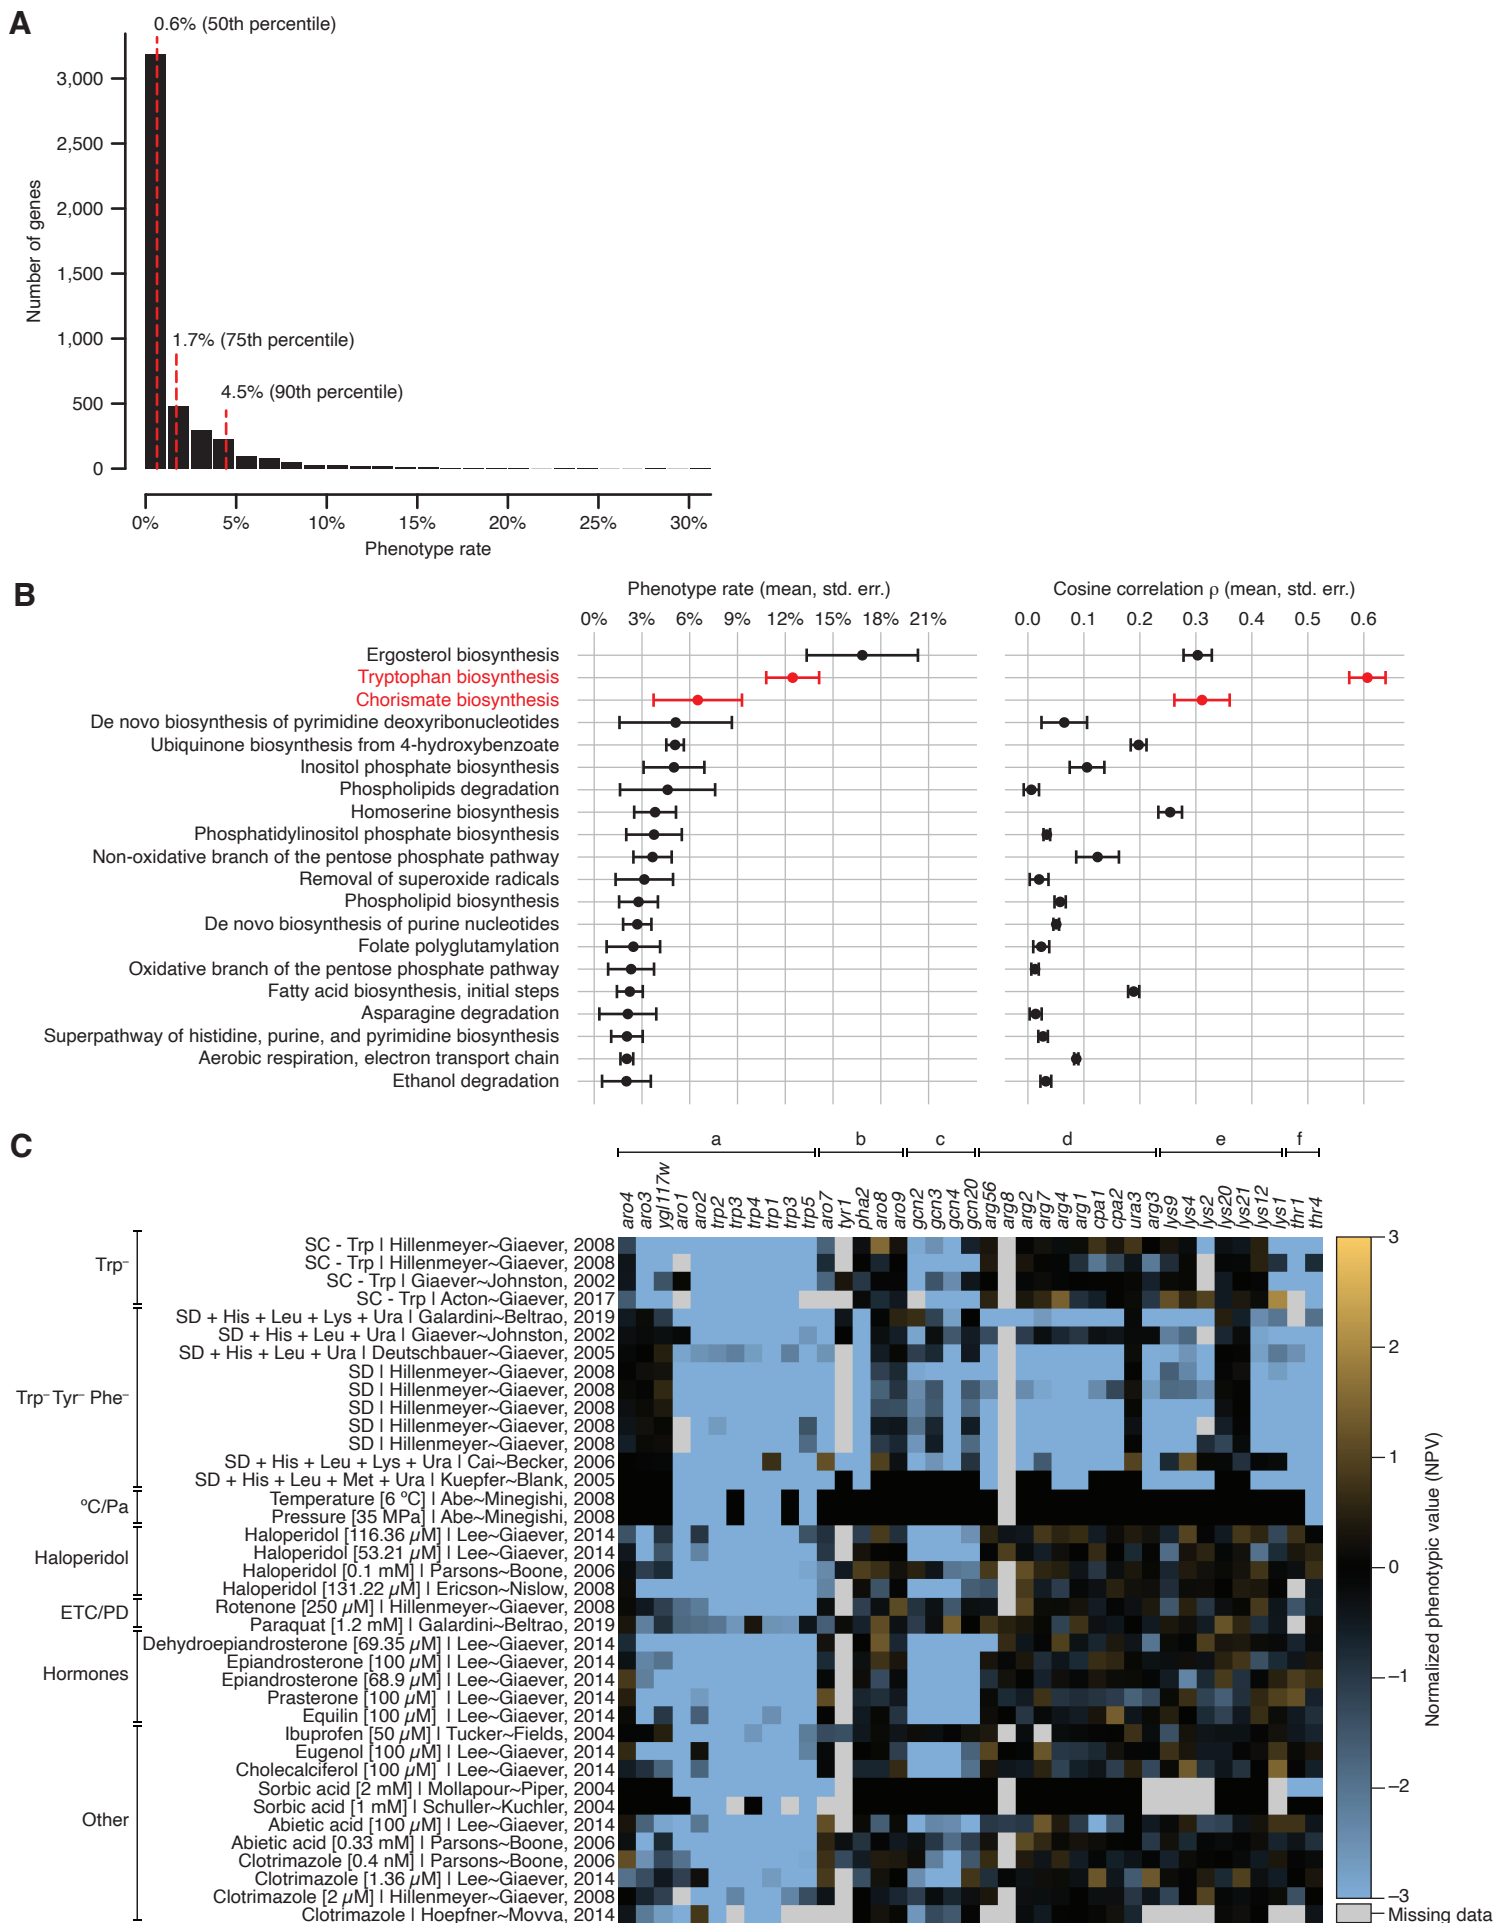 A
0.6% (50th percentile)
3,000
2,500
2,000
1,500
1,000
500
0
Number of genes
1.7% (75th percentile)
4.5% (90th percentile)
0% 5% 10% 15% 20% 25% 30%
Phenotype rate
B
Phenotype rate (mean, std. err.)
Cosine correlation ρ (mean, std. err.)
0% 3% 6% 9% 12% 15% 18% 21%
0.0 0.1 0.2 0.3 0.4 0.5 0.6
Ergosterol biosynthesis
Tryptophan biosynthesis
Chorismate biosynthesis
De novo biosynthesis of pyrimidine deoxyribonucleotides
Ubiquinone biosynthesis from 4-hydroxybenzoate
Inositol phosphate biosynthesis
Phospholipids degradation
Homoserine biosynthesis
Phosphatidylinositol phosphate biosynthesis
Non-oxidative branch of the pentose phosphate pathway
Removal of superoxide radicals
Phospholipid biosynthesis
De novo biosynthesis of purine nucleotides
Folate polyglutamylation
Oxidative branch of the pentose phosphate pathway
Fatty acid biosynthesis, initial steps
Asparagine degradation
Superpathway of histidine, purine, and pyrimidine biosynthesis
Aerobic respiration, electron transport chain
Ethanol degradation
C
a b c d e f
aro4 aro3 ygl117w aro1 aro2 trp2 trp3 trp4 trp1 trp3 trp5 aro7 tyr1 pha2 aro8 aro9 gcn2 gcn3 gcn4 gcn20 arg56 arg8 arg2 arg7 arg4 arg1 cpa1 cpa2 ura3 arg3 lys9 lys4 lys2 lys20 lys21 lys12 lys1 thr1 thr4
Trp⁻
SC - Trp | Hillenmeyer~Giaever, 2008
SC - Trp | Hillenmeyer~Giaever, 2008
SC - Trp | Giaever~Johnston, 2002
SC - Trp | Acton~Giaever, 2017
Trp⁻ Tyr⁻ Phe⁻
SD + His + Leu + Lys + Ura | Galardini~Beltrao, 2019
SD + His + Leu + Ura | Giaever~Johnston, 2002
SD + His + Leu + Ura | Deutschbauer~Giaever, 2005
SD | Hillenmeyer~Giaever, 2008
SD | Hillenmeyer~Giaever, 2008
SD | Hillenmeyer~Giaever, 2008
SD | Hillenmeyer~Giaever, 2008
SD | Hillenmeyer~Giaever, 2008
SD + His + Leu + Lys + Ura | Cai~Becker, 2006
SD + His + Leu + Met + Ura | Kuepfer~Blank, 2005
ºC/Pa
Temperature [6 ºC] | Abe~Minegishi, 2008
Pressure [35 MPa] | Abe~Minegishi, 2008
Haloperidol
Haloperidol [116.36 µM] | Lee~Giaever, 2014
Haloperidol [53.21 µM] | Lee~Giaever, 2014
Haloperidol [0.1 mM] | Parsons~Boone, 2006
Haloperidol [131.22 µM] | Ericson~Nislow, 2008
ETC/PD
Rotenone [250 µM] | Hillenmeyer~Giaever, 2008
Paraquat [1.2 mM] | Galardini~Beltrao, 2019
Hormones
Dehydroepiandrosterone [69.35 µM] | Lee~Giaever, 2014
Epiandrosterone [100 µM] | Lee~Giaever, 2014
Epiandrosterone [68.9 µM] | Lee~Giaever, 2014
Prasterone [100 µM] | Lee~Giaever, 2014
Equilin [100 µM] | Lee~Giaever, 2014
Other
Ibuprofen [50 µM] | Tucker~Fields, 2004
Eugenol [100 µM] | Lee~Giaever, 2014
Cholecalciferol [100 µM] | Lee~Giaever, 2014
Sorbic acid [2 mM] | Mollapour~Piper, 2004
Sorbic acid [1 mM] | Schuller~Kuchler, 2004
Abietic acid [100 µM] | Lee~Giaever, 2014
Abietic acid [0.33 mM] | Parsons~Boone, 2006
Clotrimazole [0.4 nM] | Parsons~Boone, 2006
Clotrimazole [1.36 µM] | Lee~Giaever, 2014
Clotrimazole [2 µM] | Hillenmeyer~Giaever, 2008
Clotrimazole | Hoepfner~Movva, 2014
3
2
1
0
−1
−2
−3
Normalized phenotypic value (NPV)
Missing data